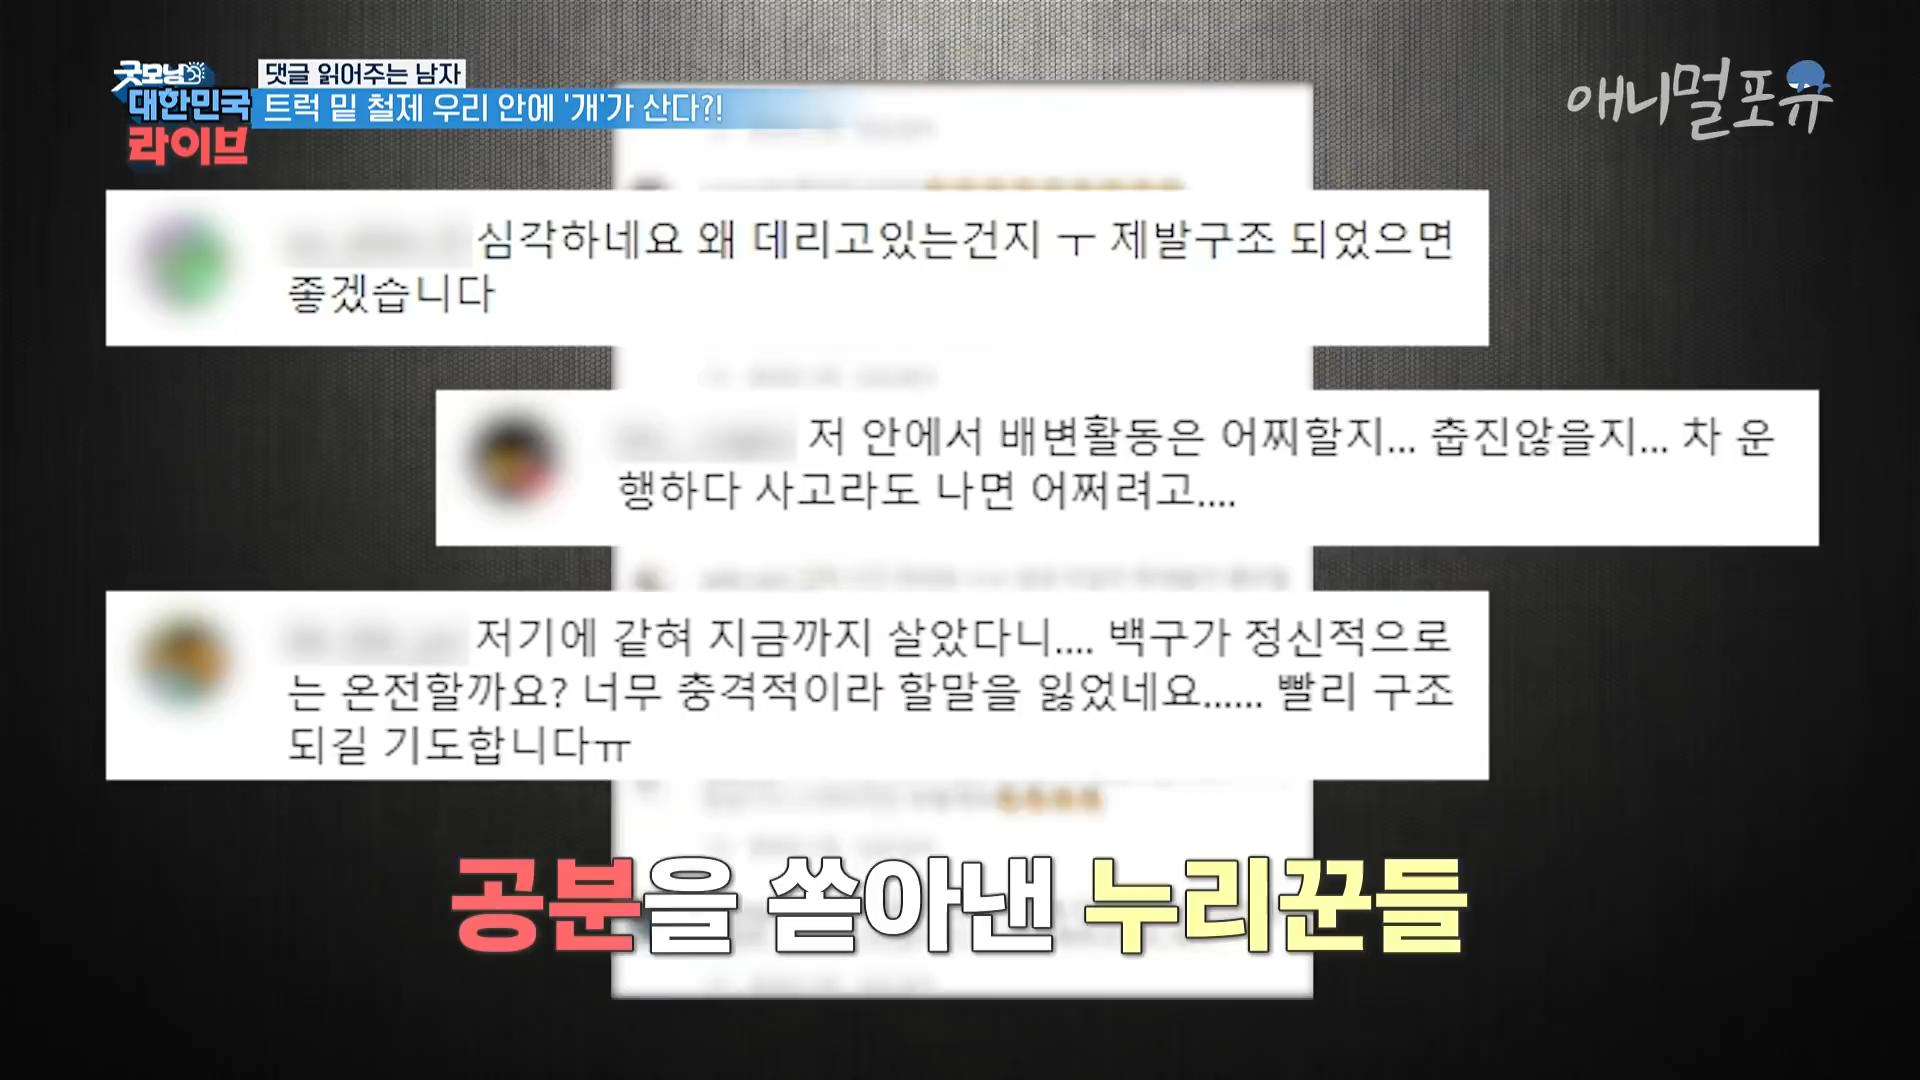 굿모닝
대한민국
라이브
댓글 읽어주는 남자
트럭 밑 철제 우리 안에 '개'가 산다?!
애니멀포유
심각하네요 왜 데리고있는건지 ㅜ 제발구조 되었으면
좋겠습니다
저 안에서 배변활동은 어찌할지... 춥진않을지... 차 운
행하다 사고라도 나면 어쩌려고....
저기에 갇혀 지금까지 살았다니.... 백구가 정신적으로
는 온전할까요? 너무 충격적이라 할말을 잃었네요...... 빨리 구조
되길 기도합니다ㅠ
공분을 쏟아낸 누리꾼들